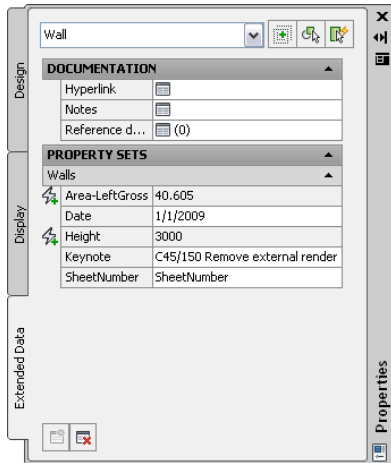 Wall
DOCUMENTATION
Hyperlink
Notes
Reference d... (0)
PROPERTY SETS
Walls
Area-LeftGross 40.605
Date 1/1/2009
Height 3000
Keynote C45/150 Remove external render
SheetNumber SheetNumber
Design
Display
Extended Data
Properties